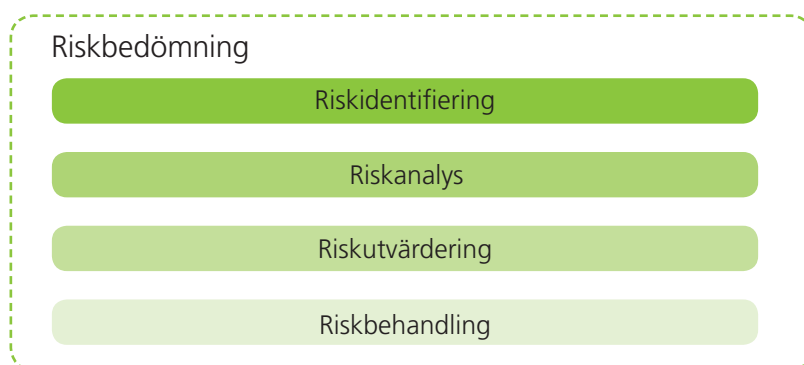 Riskbedömning
Riskidentifiering
Riskanalys
Riskutvärdering
Riskbehandling